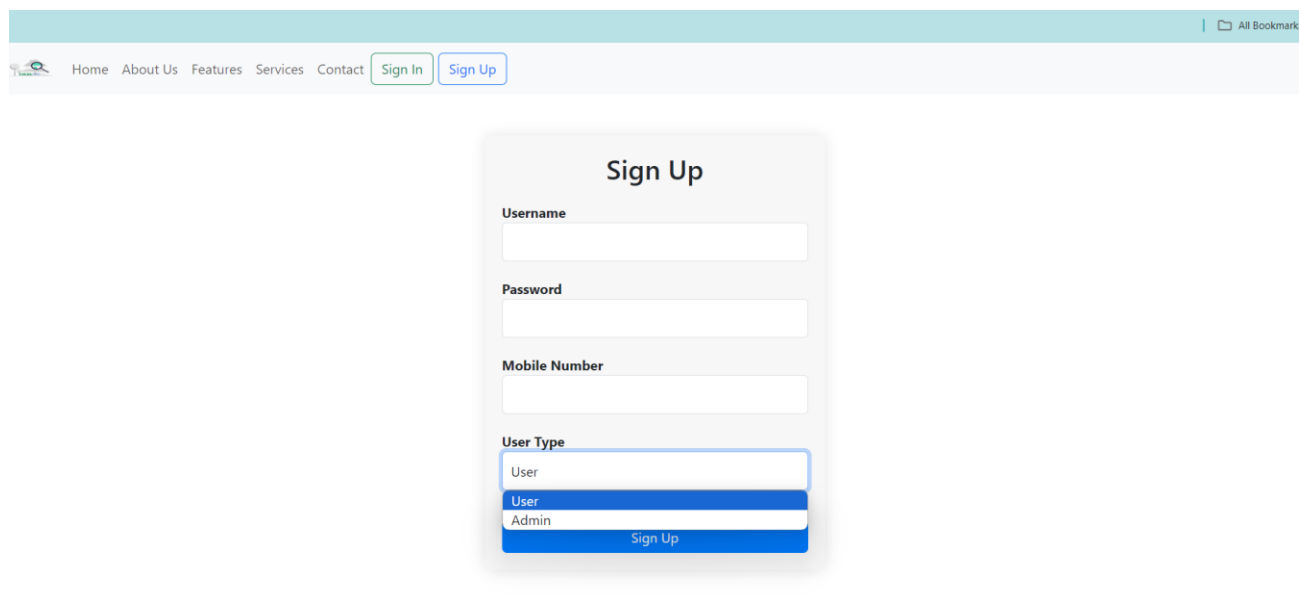 All Bookmark
Home About Us Features Services Contact Sign In Sign Up
Sign Up
Username
Password
Mobile Number
User Type
User
User
Admin
Sign Up